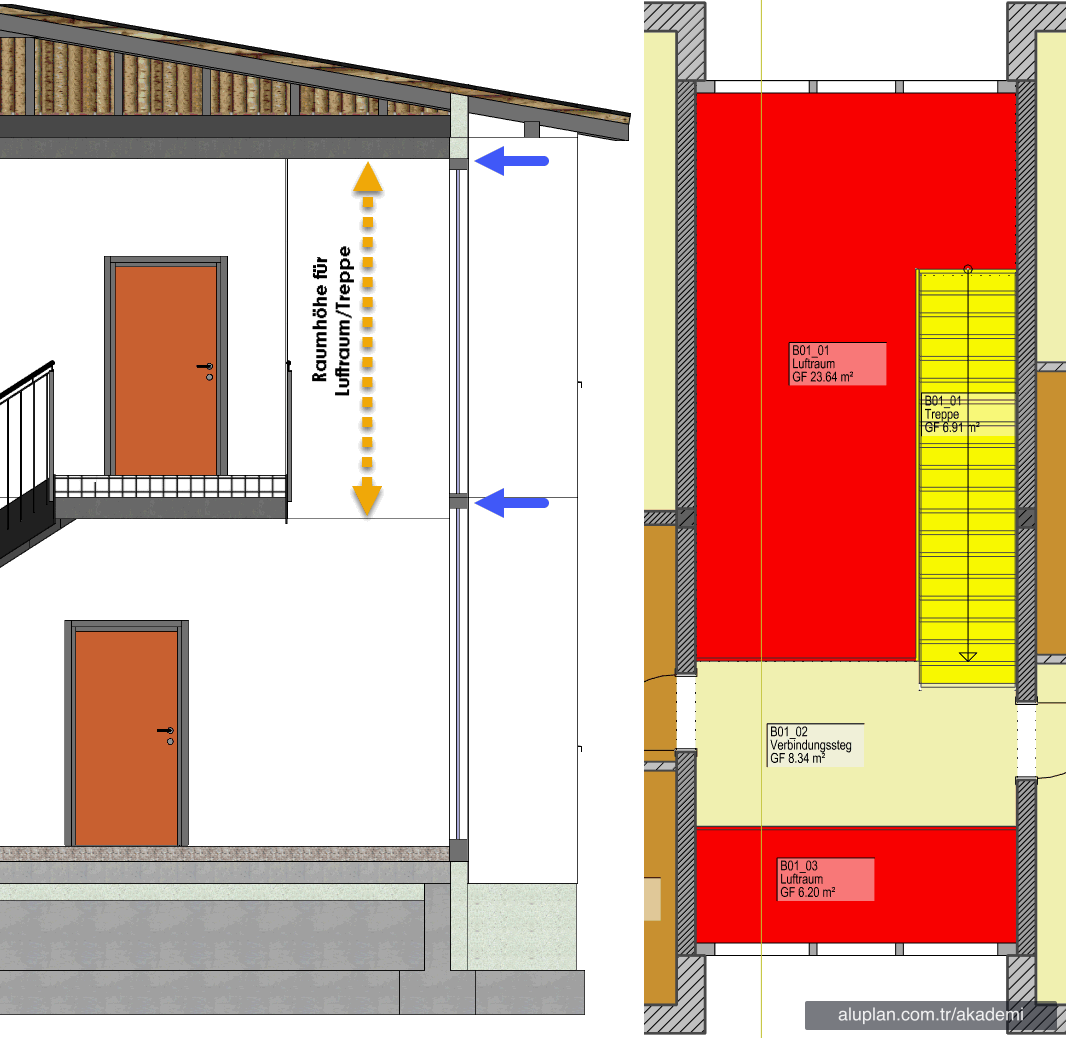 Raumhöhe für
Luftraum/Treppe
B01_01
Luftraum
GF 23.64 m²
B01_01
Treppe
GF 6.91 m²
B01_02
Verbindungssteg
GF 8.34 m²
B01_03
Luftraum
GF 6.20 m²
aluplan.com.tr/akademi